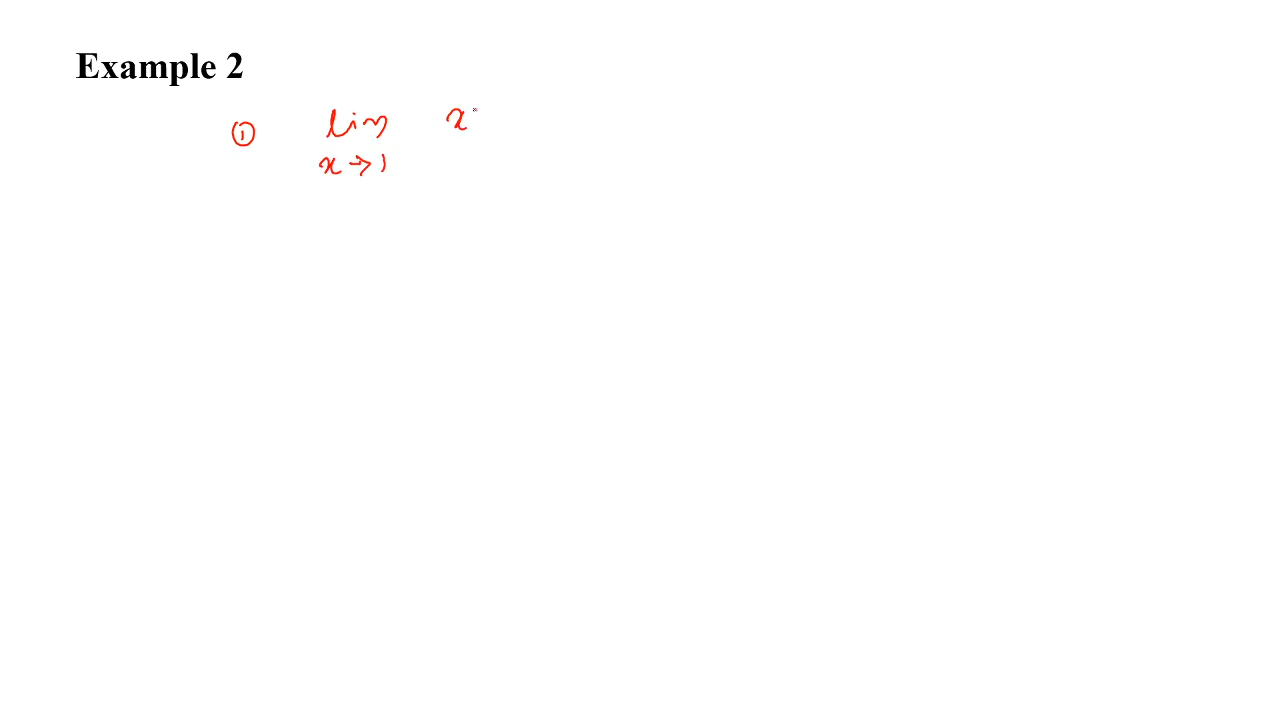 Example 2
① lim x
x → 1